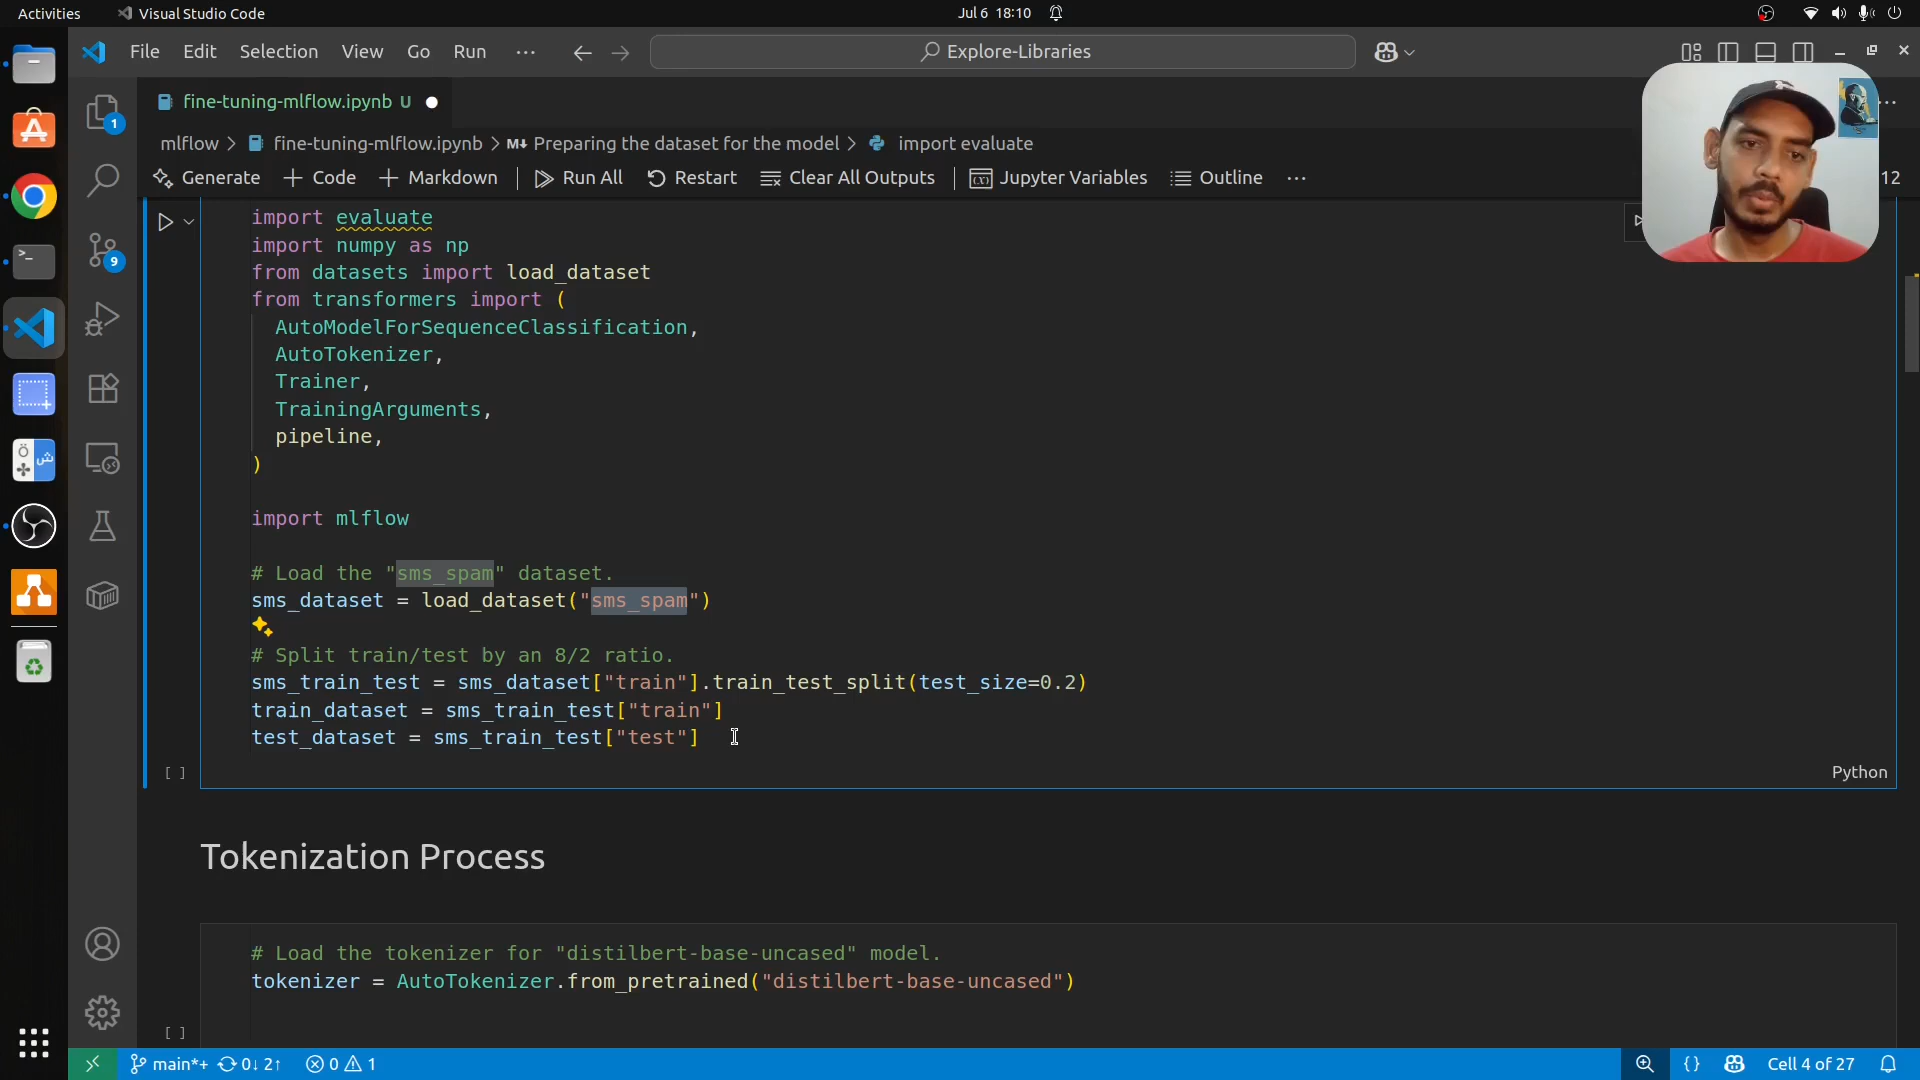 Activities
Visual Studio Code
Jul 6 18:10
File Edit Selection View Go Run ···
Explore-Libraries
fine-tuning-mlflow.ipynb U
mlflow > fine-tuning-mlflow.ipynb > M↓ Preparing the dataset for the model > import evaluate
Generate + Code + Markdown Run All Restart Clear All Outputs Jupyter Variables Outline ··· 12
import evaluate
import numpy as np
from datasets import load_dataset
from transformers import (
AutoModelForSequenceClassification,
AutoTokenizer,
Trainer,
TrainingArguments,
pipeline,
)
import mlflow
# Load the "sms_spam" dataset.
sms_dataset = load_dataset("sms_spam")
# Split train/test by an 8/2 ratio.
sms_train_test = sms_dataset["train"].train_test_split(test_size=0.2)
train_dataset = sms_train_test["train"]
test_dataset = sms_train_test["test"]
[ ]
Python
Tokenization Process
# Load the tokenizer for "distilbert-base-uncased" model.
tokenizer = AutoTokenizer.from_pretrained("distilbert-base-uncased")
[ ]
1
9
main*+ 0↓ 2↑ 0 1
{} Cell 4 of 27